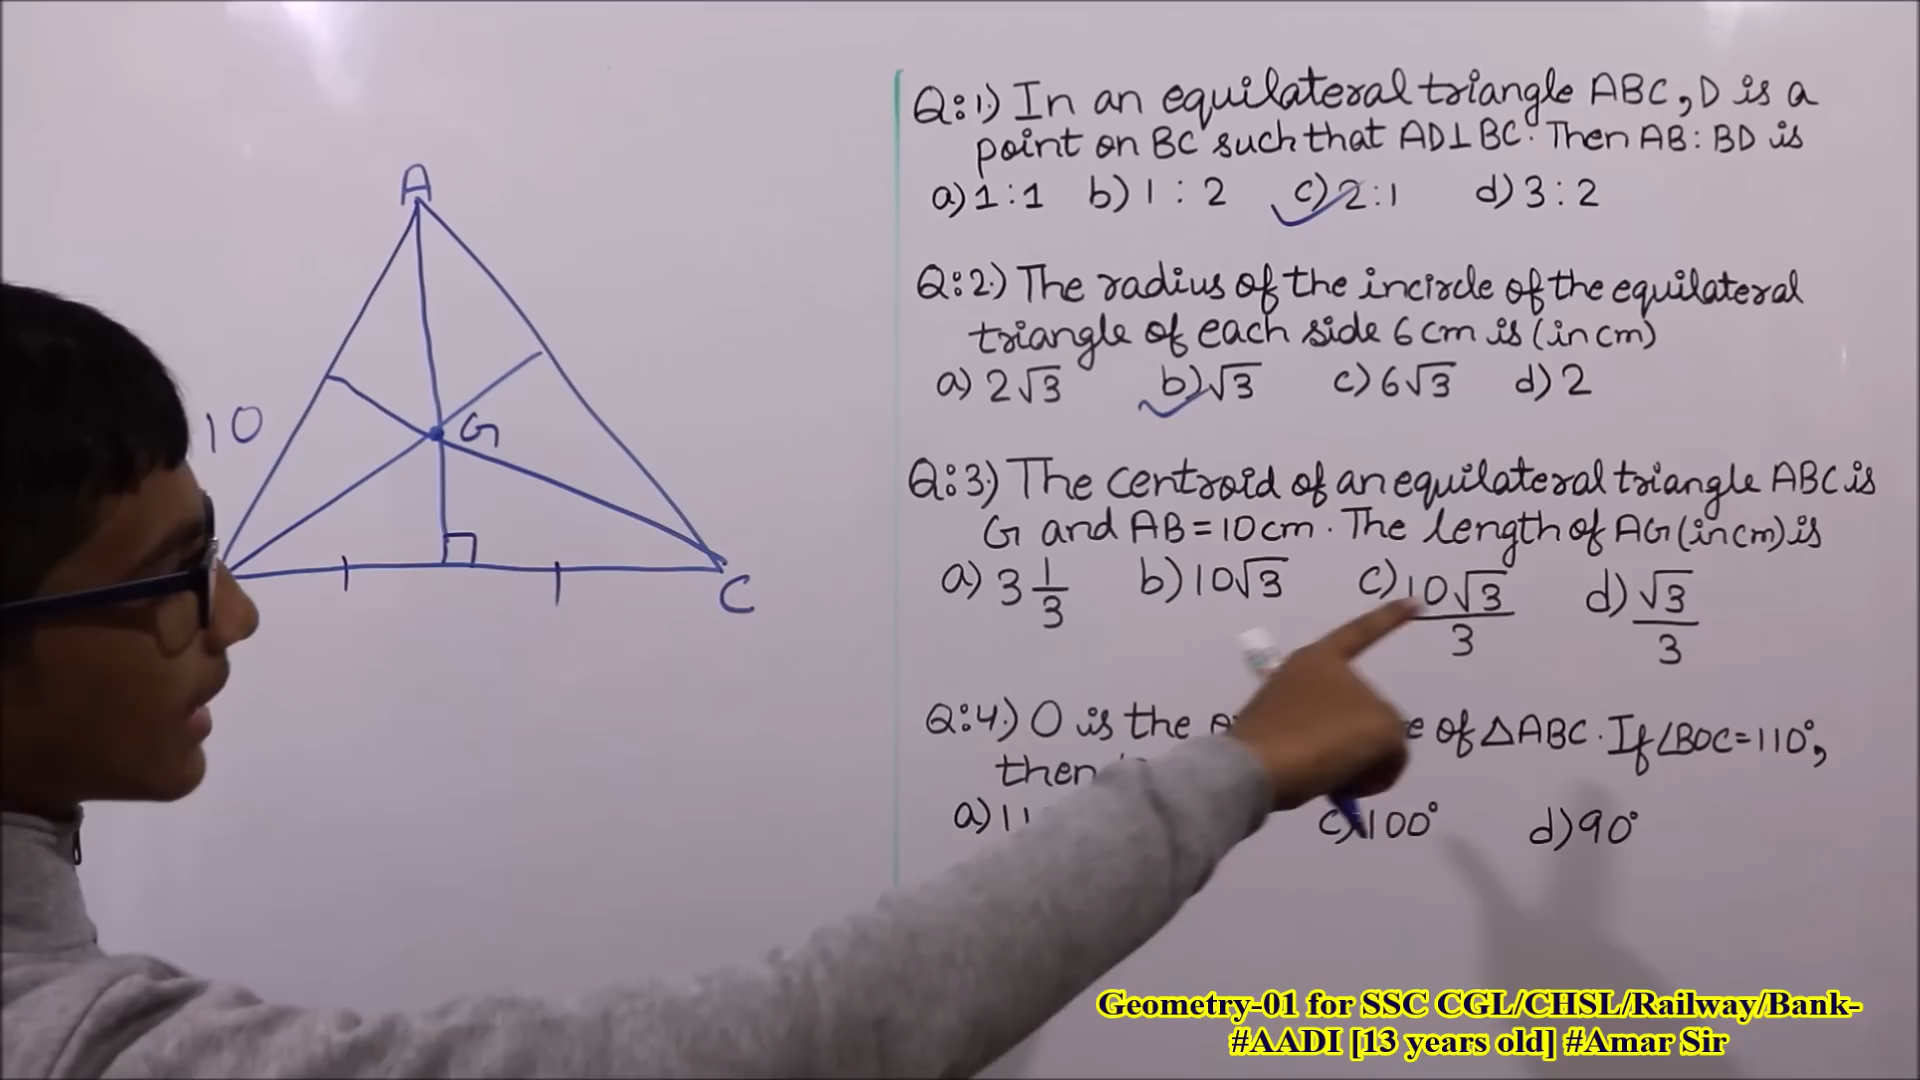 A
10
G
C
Q:1) In an equilateral triangle ABC, D is a
point on BC such that AD⊥BC. Then AB:BD is
a) 1:1 b) 1:2 c) 2:1 d) 3:2
Q:2.) The radius of the incircle of the equilateral
triangle of each side 6cm is (in cm)
a) 2√3 b) √3 c) 6√3 d) 2
Q:3.) The centroid of an equilateral triangle ABC is
G and AB=10cm. The length of AG (in cm) is
a) 3 1/3 b) 10√3 c) 10√3/3 d) √3/3
Q:4.) O is the of △ABC. If ∠BOC=110°,
then
a) c) 100° d) 90°
Geometry-01 for SSC CGL/CHSL/Railway/Bank-
#AADI [13 years old] #Amar Sir